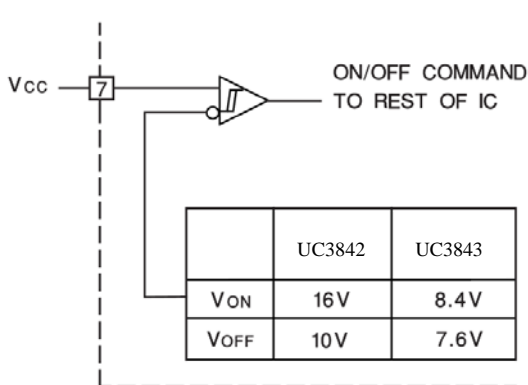 Vcc 7 ON/OFF COMMAND
TO REST OF IC
UC3842 UC3843
VON 16V 8.4V
VOFF 10V 7.6V